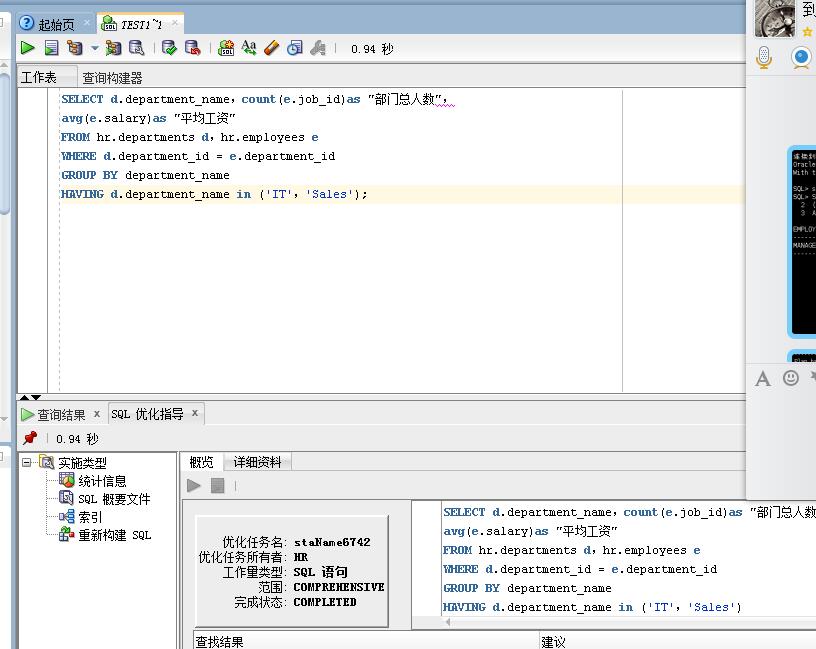 起始页 × TEST1~1 ×
0.94 秒
到
工作表 查询构建器
SELECT d.department_name, count(e.job_id)as "部门总人数",
avg(e.salary)as "平均工资"
FROM hr.departments d, hr.employees e
WHERE d.department_id = e.department_id
GROUP BY department_name
HAVING d.department_name in ('IT', 'Sales');
Oracle
With t
SQL> s
SQL> S
2 (
3 A
EMPLOY
MANAGE
查询结果 × SQL 优化指导 ×
0.94 秒
实施类型
统计信息
SQL 概要文件
索引
重新构建 SQL
概览 详细资料
优化任务名: staName6742
优化任务所有者: HR
工作量类型: SQL 语句
范围: COMPREHENSIVE
完成状态: COMPLETED
SELECT d.department_name, count(e.job_id)as "部门总人数
avg(e.salary)as "平均工资"
FROM hr.departments d, hr.employees e
WHERE d.department_id = e.department_id
GROUP BY department_name
HAVING d.department_name in ('IT', 'Sales')
查找结果 建议